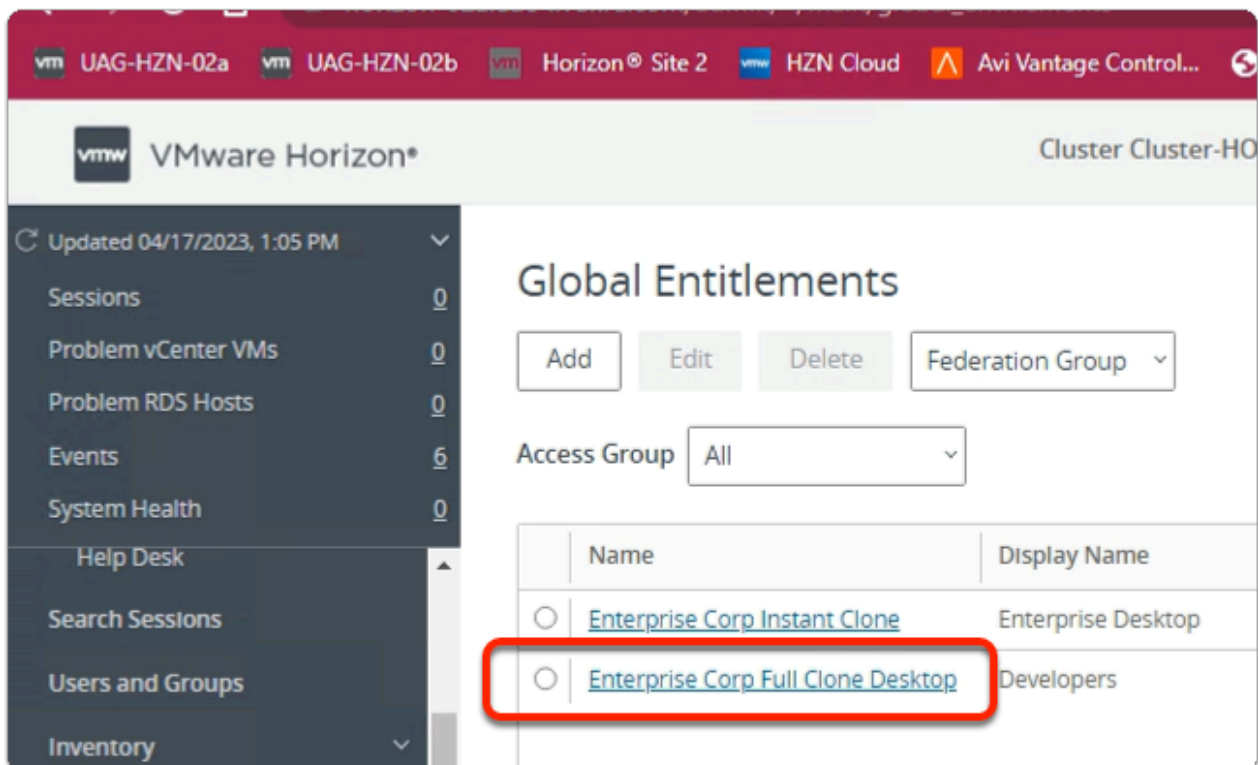 UAG-HZN-02a UAG-HZN-02b Horizon® Site 2 HZN Cloud Avi Vantage Control...
vmw VMware Horizon® Cluster Cluster-HO
Updated 04/17/2023, 1:05 PM
Sessions 0
Problem vCenter VMs 0
Problem RDS Hosts 0
Events 6
System Health 0
Help Desk
Search Sessions
Users and Groups
Inventory
Global Entitlements
Add Edit Delete Federation Group
Access Group All
Name Display Name
Enterprise Corp Instant Clone Enterprise Desktop
Enterprise Corp Full Clone Desktop Developers